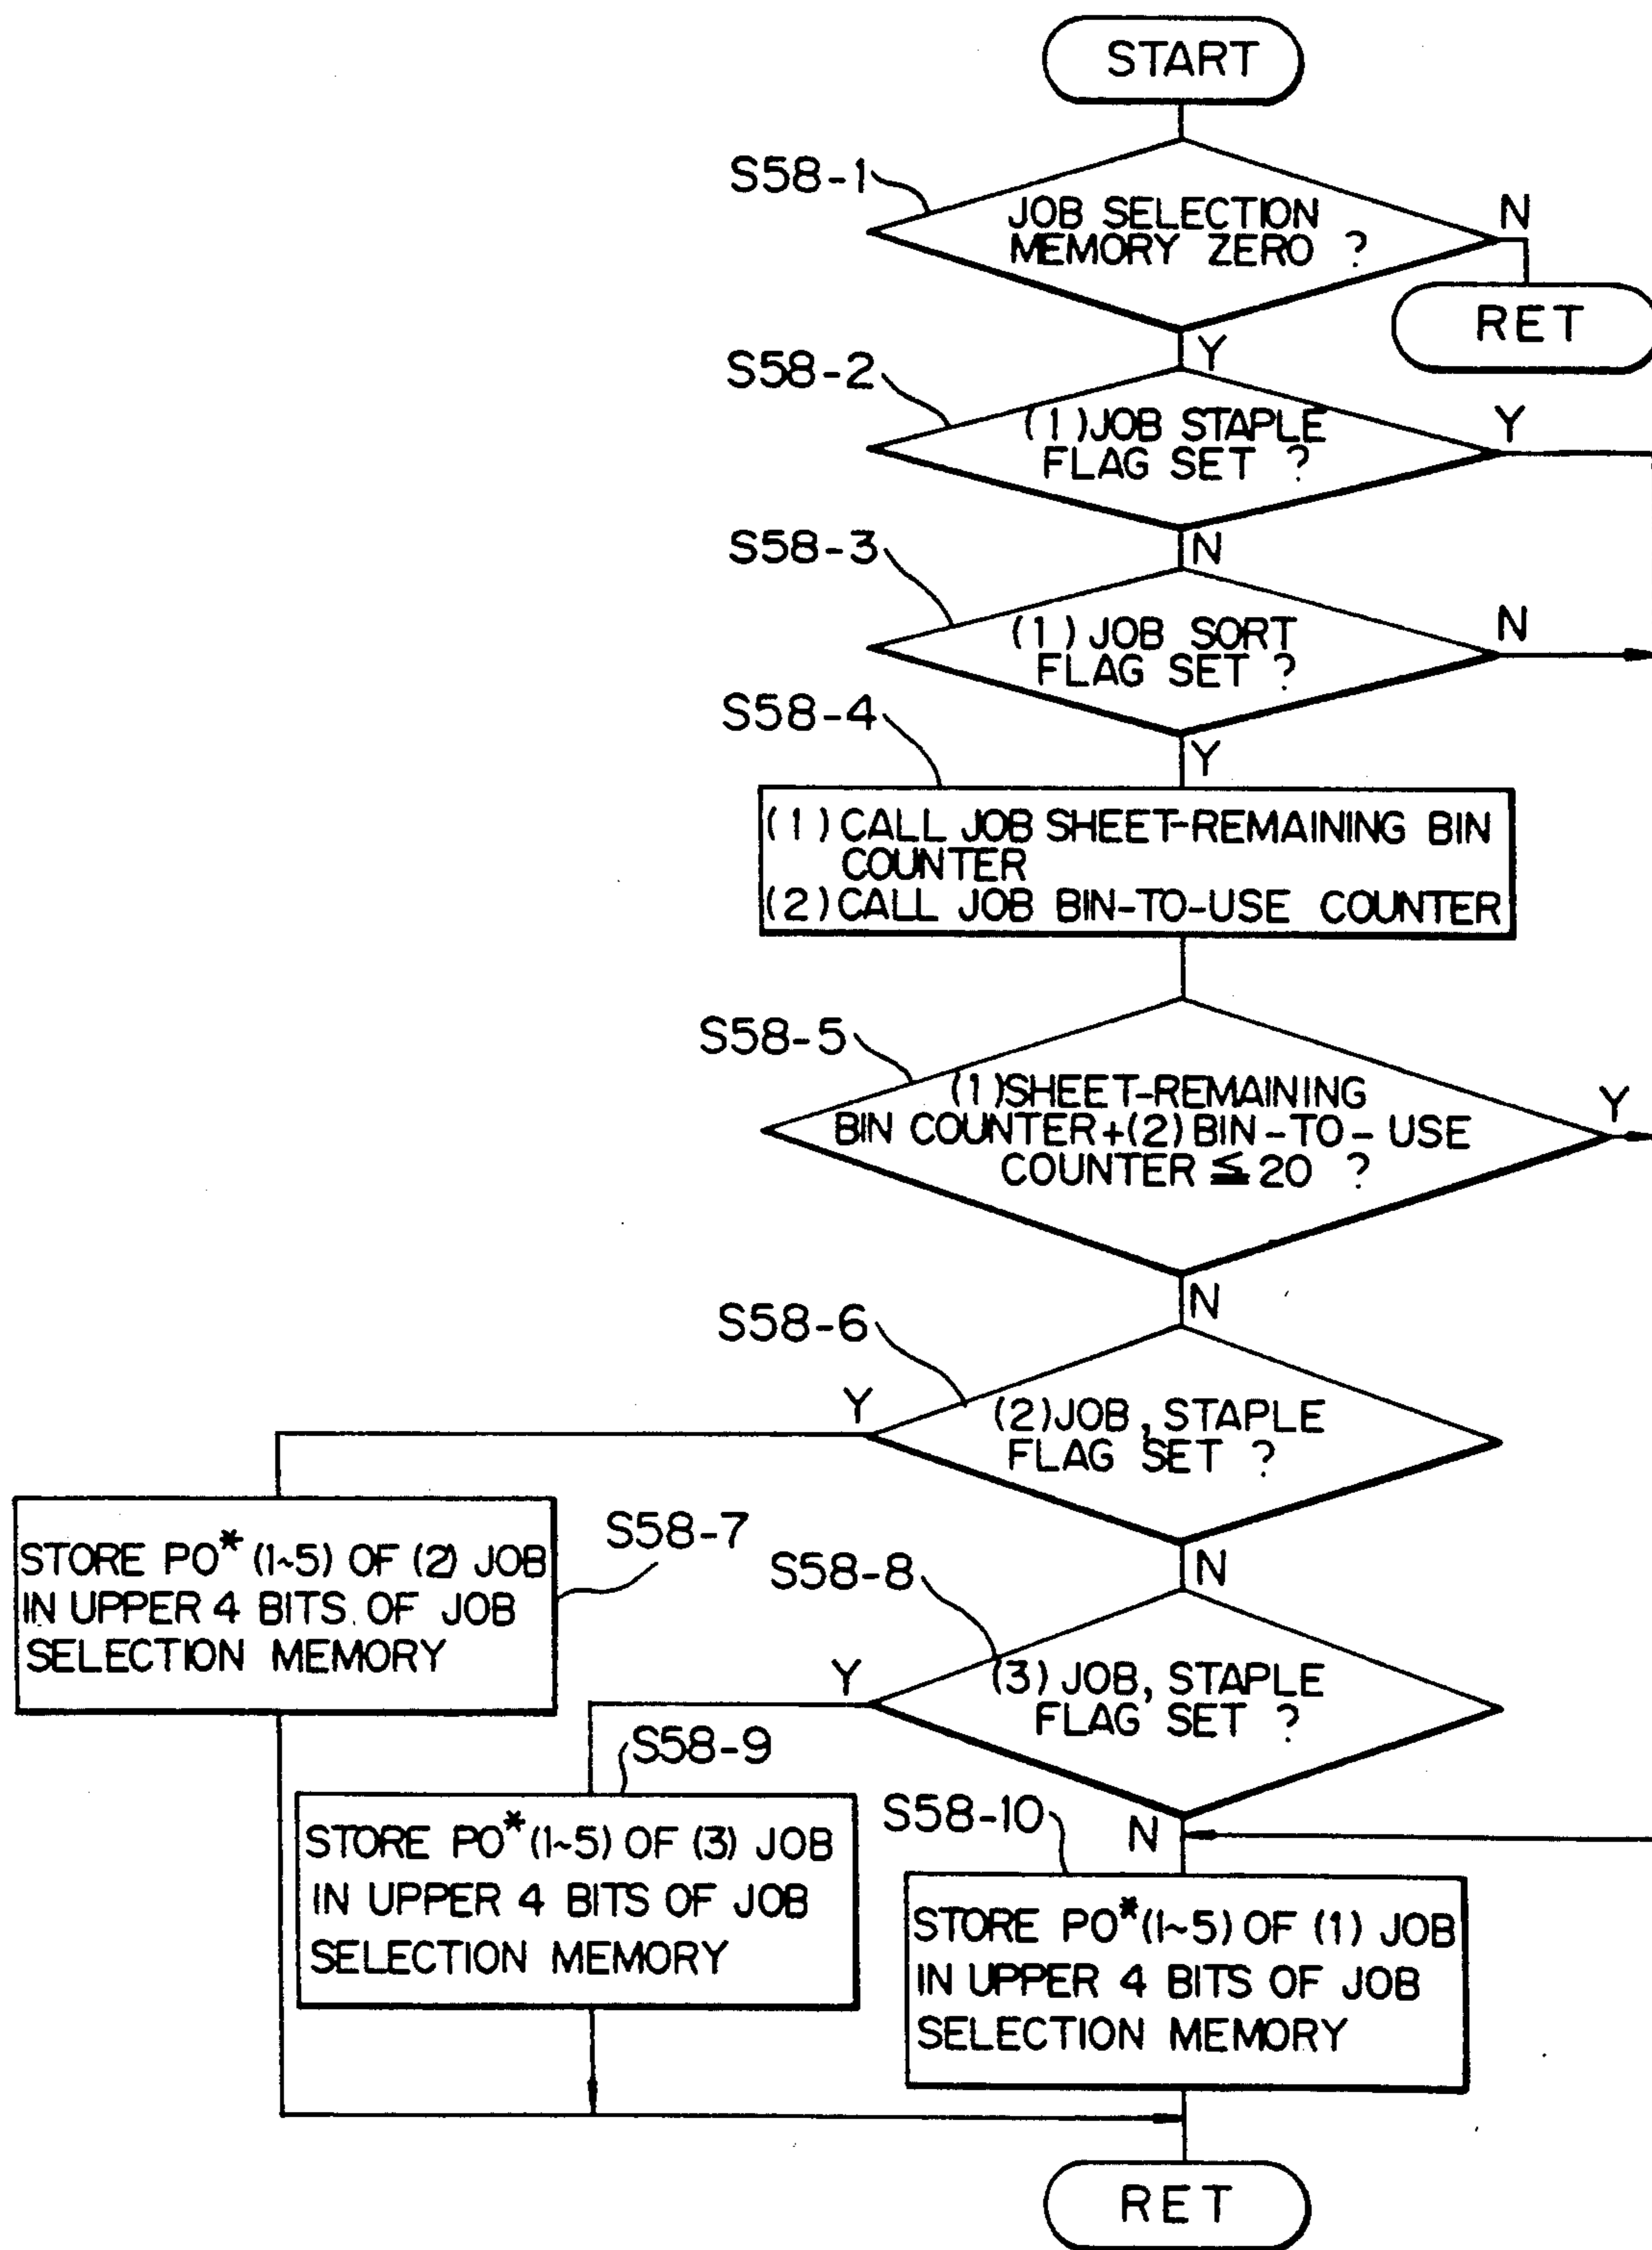 START
S58-1
JOB SELECTION
MEMORY ZERO ?
N
RET
Y
S58-2
(1)JOB STAPLE
FLAG SET ?
Y
N
S58-3
(1) JOB SORT
FLAG SET ?
N
Y
S58-4
(1) CALL JOB SHEET-REMAINING BIN
COUNTER
(2) CALL JOB BIN-TO-USE COUNTER
S58-5
(1)SHEET-REMAINING
BIN COUNTER+(2) BIN-TO-USE
COUNTER ≦ 20 ?
Y
N
S58-6
(2)JOB, STAPLE
FLAG SET ?
Y
N
S58-7
STORE PO* (1~5) OF (2) JOB
IN UPPER 4 BITS OF JOB
SELECTION MEMORY
S58-8
(3) JOB, STAPLE
FLAG SET ?
Y
N
S58-9
STORE PO* (1~5) OF (3) JOB
IN UPPER 4 BITS OF JOB
SELECTION MEMORY
S58-10
STORE PO* (1~5) OF (1) JOB
IN UPPER 4 BITS OF JOB
SELECTION MEMORY
RET